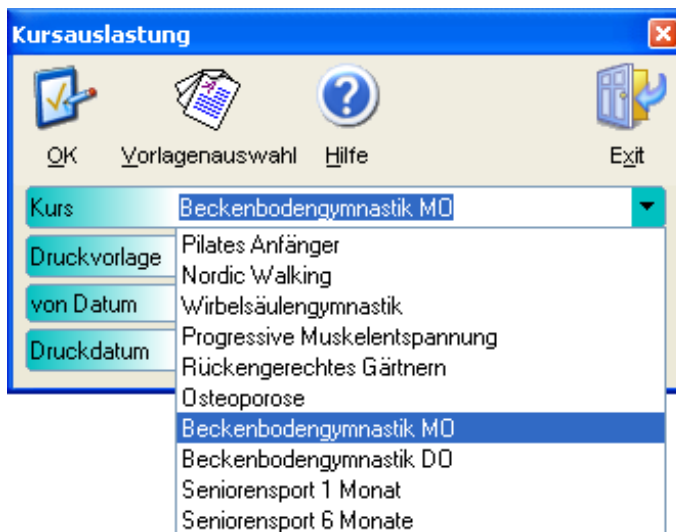 Kursauslastung
OK Vorlagenauswahl Hilfe Exit
Kurs Beckenbodengymnastik MO
Druckvorlage
von Datum
Druckdatum
Pilates Anfänger
Nordic Walking
Wirbelsäulengymnastik
Progressive Muskelentspannung
Rückengerechtes Gärtnern
Osteoporose
Beckenbodengymnastik MO
Beckenbodengymnastik DO
Seniorensport 1 Monat
Seniorensport 6 Monate